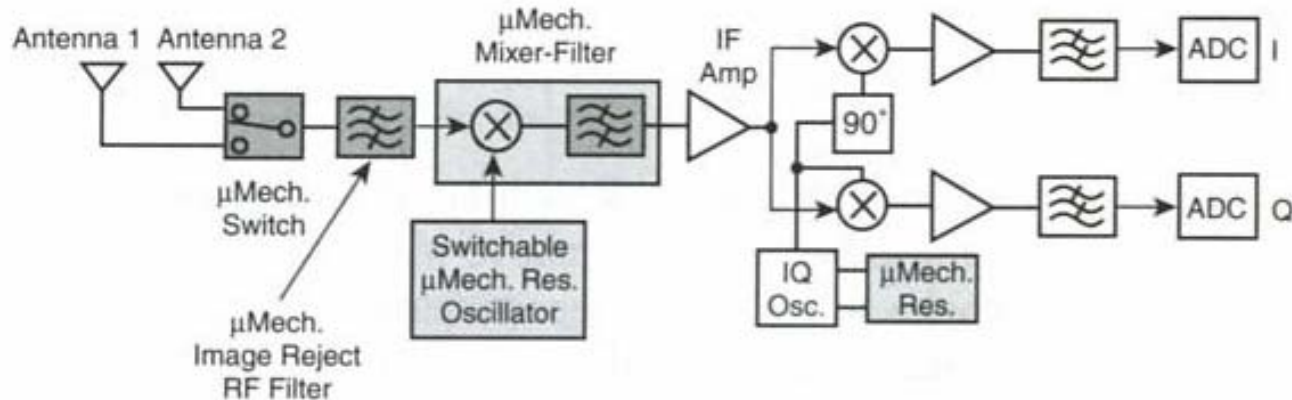 Antenna 1
Antenna 2
μMech.
Switch
μMech.
Image Reject
RF Filter
μMech.
Mixer-Filter
Switchable
μMech. Res.
Oscillator
IF
Amp
90°
IQ
Osc.
μMech.
Res.
ADC
I
ADC
Q